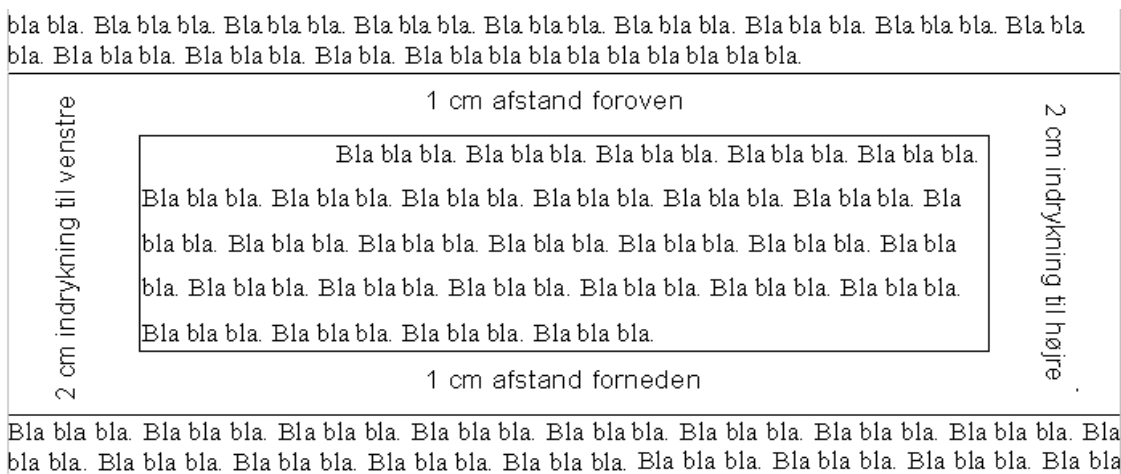 bla bla. Bla bla bla. Bla bla bla. Bla bla bla. Bla bla bla. Bla bla bla. Bla bla bla. Bla bla bla. Bla bla
bla. Bla bla bla. Bla bla bla. Bla bla. Bla bla bla bla bla bla bla bla bla bla.
1 cm afstand foroven
2 cm indrykning til venstre
Bla bla bla. Bla bla bla. Bla bla bla. Bla bla bla. Bla bla bla.
Bla bla bla. Bla bla bla. Bla bla bla. Bla bla bla. Bla bla bla. Bla bla bla. Bla
bla bla. Bla bla bla. Bla bla bla. Bla bla bla. Bla bla bla. Bla bla bla. Bla bla
bla. Bla bla bla. Bla bla bla. Bla bla bla. Bla bla bla. Bla bla bla. Bla bla bla.
Bla bla bla. Bla bla bla. Bla bla bla. Bla bla bla.
2 cm indrykning til højre
1 cm afstand forneden
Bla bla bla. Bla bla bla. Bla bla bla. Bla bla bla. Bla bla bla. Bla bla bla. Bla bla bla. Bla bla bla. Bla
bla bla. Bla bla bla. Bla bla bla. Bla bla bla. Bla bla bla. Bla bla bla. Bla bla bla. Bla bla bla. Bla bla